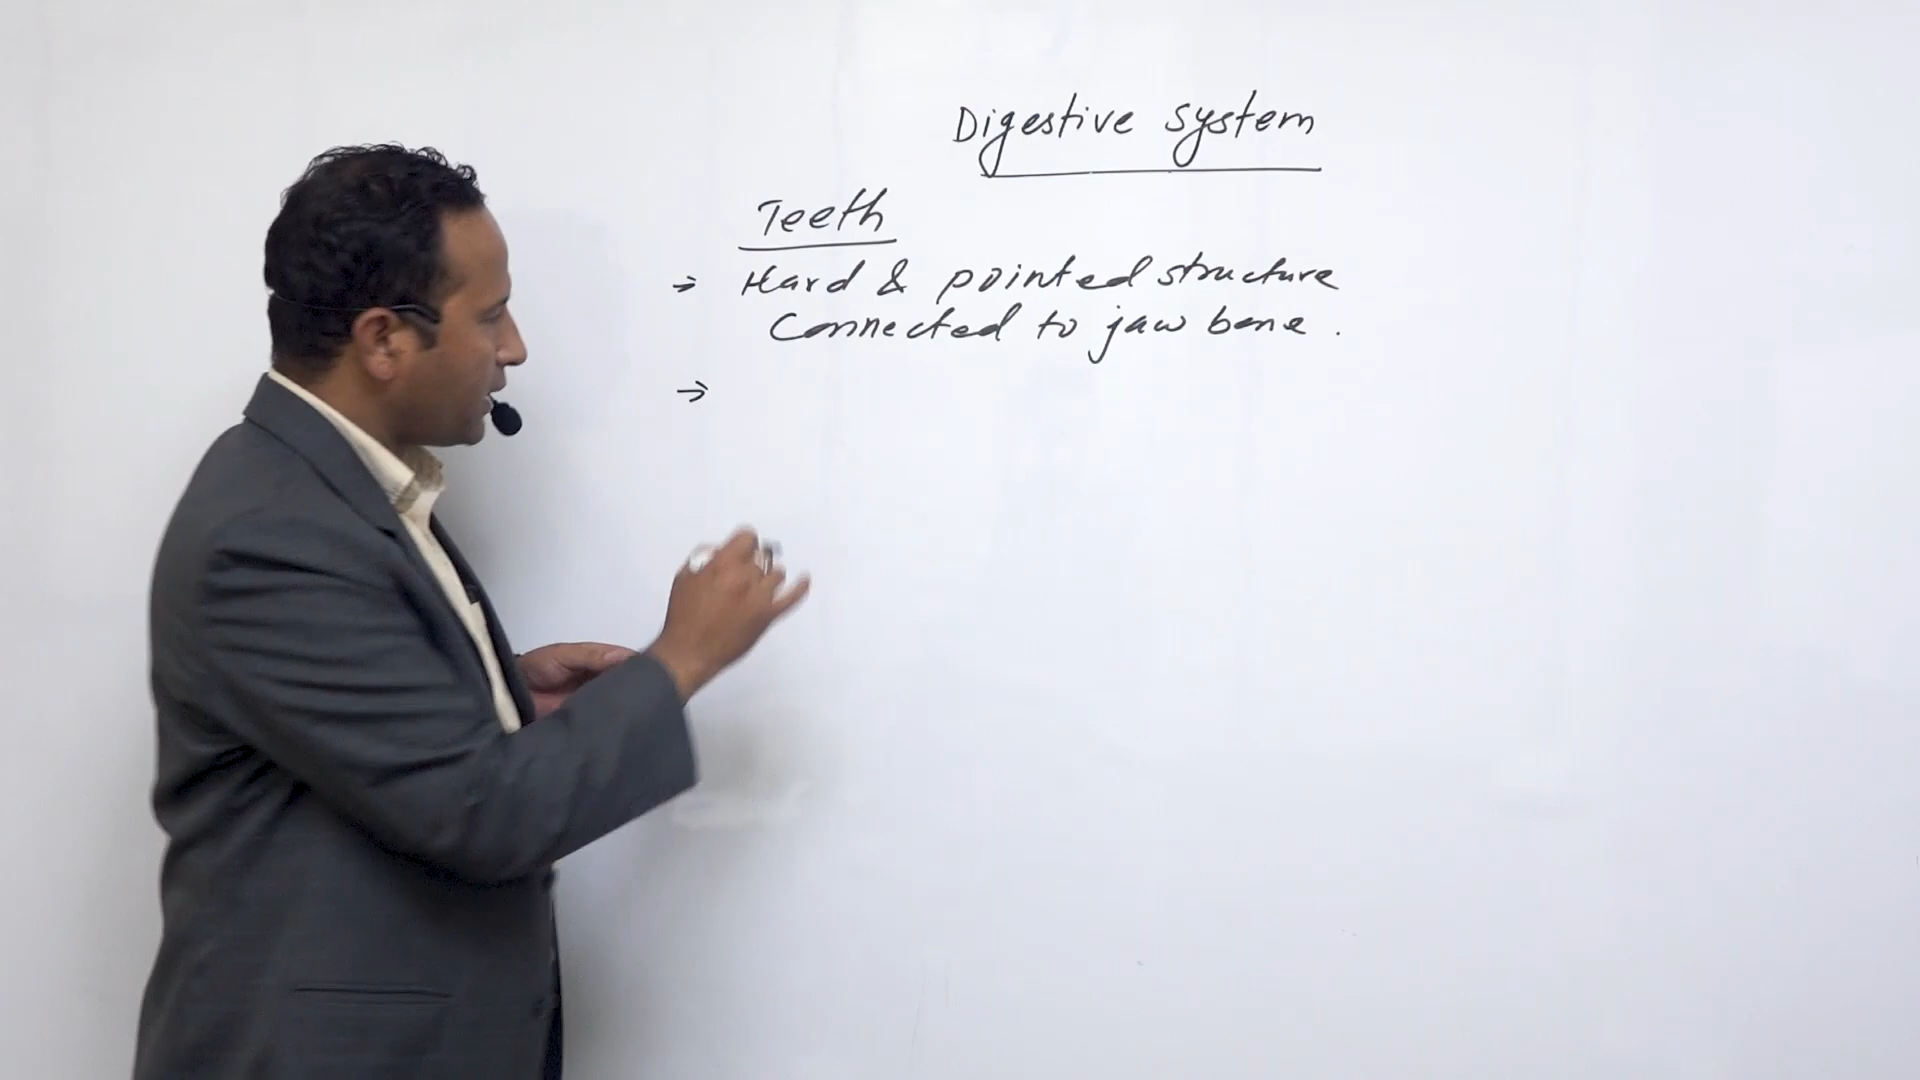 Digestive System
Teeth
⇒ Hard & pointed structure
Connected to jaw bone .
→